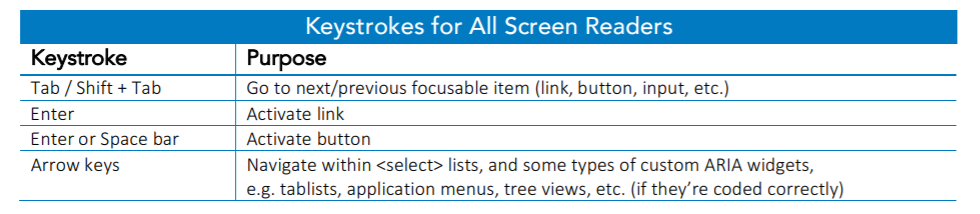 Keystrokes for All Screen Readers
Keystroke Purpose
Tab / Shift + Tab Go to next/previous focusable item (link, button, input, etc.)
Enter Activate link
Enter or Space bar Activate button
Arrow keys Navigate within <select> lists, and some types of custom ARIA widgets,
e.g. tablists, application menus, tree views, etc. (if they're coded correctly)